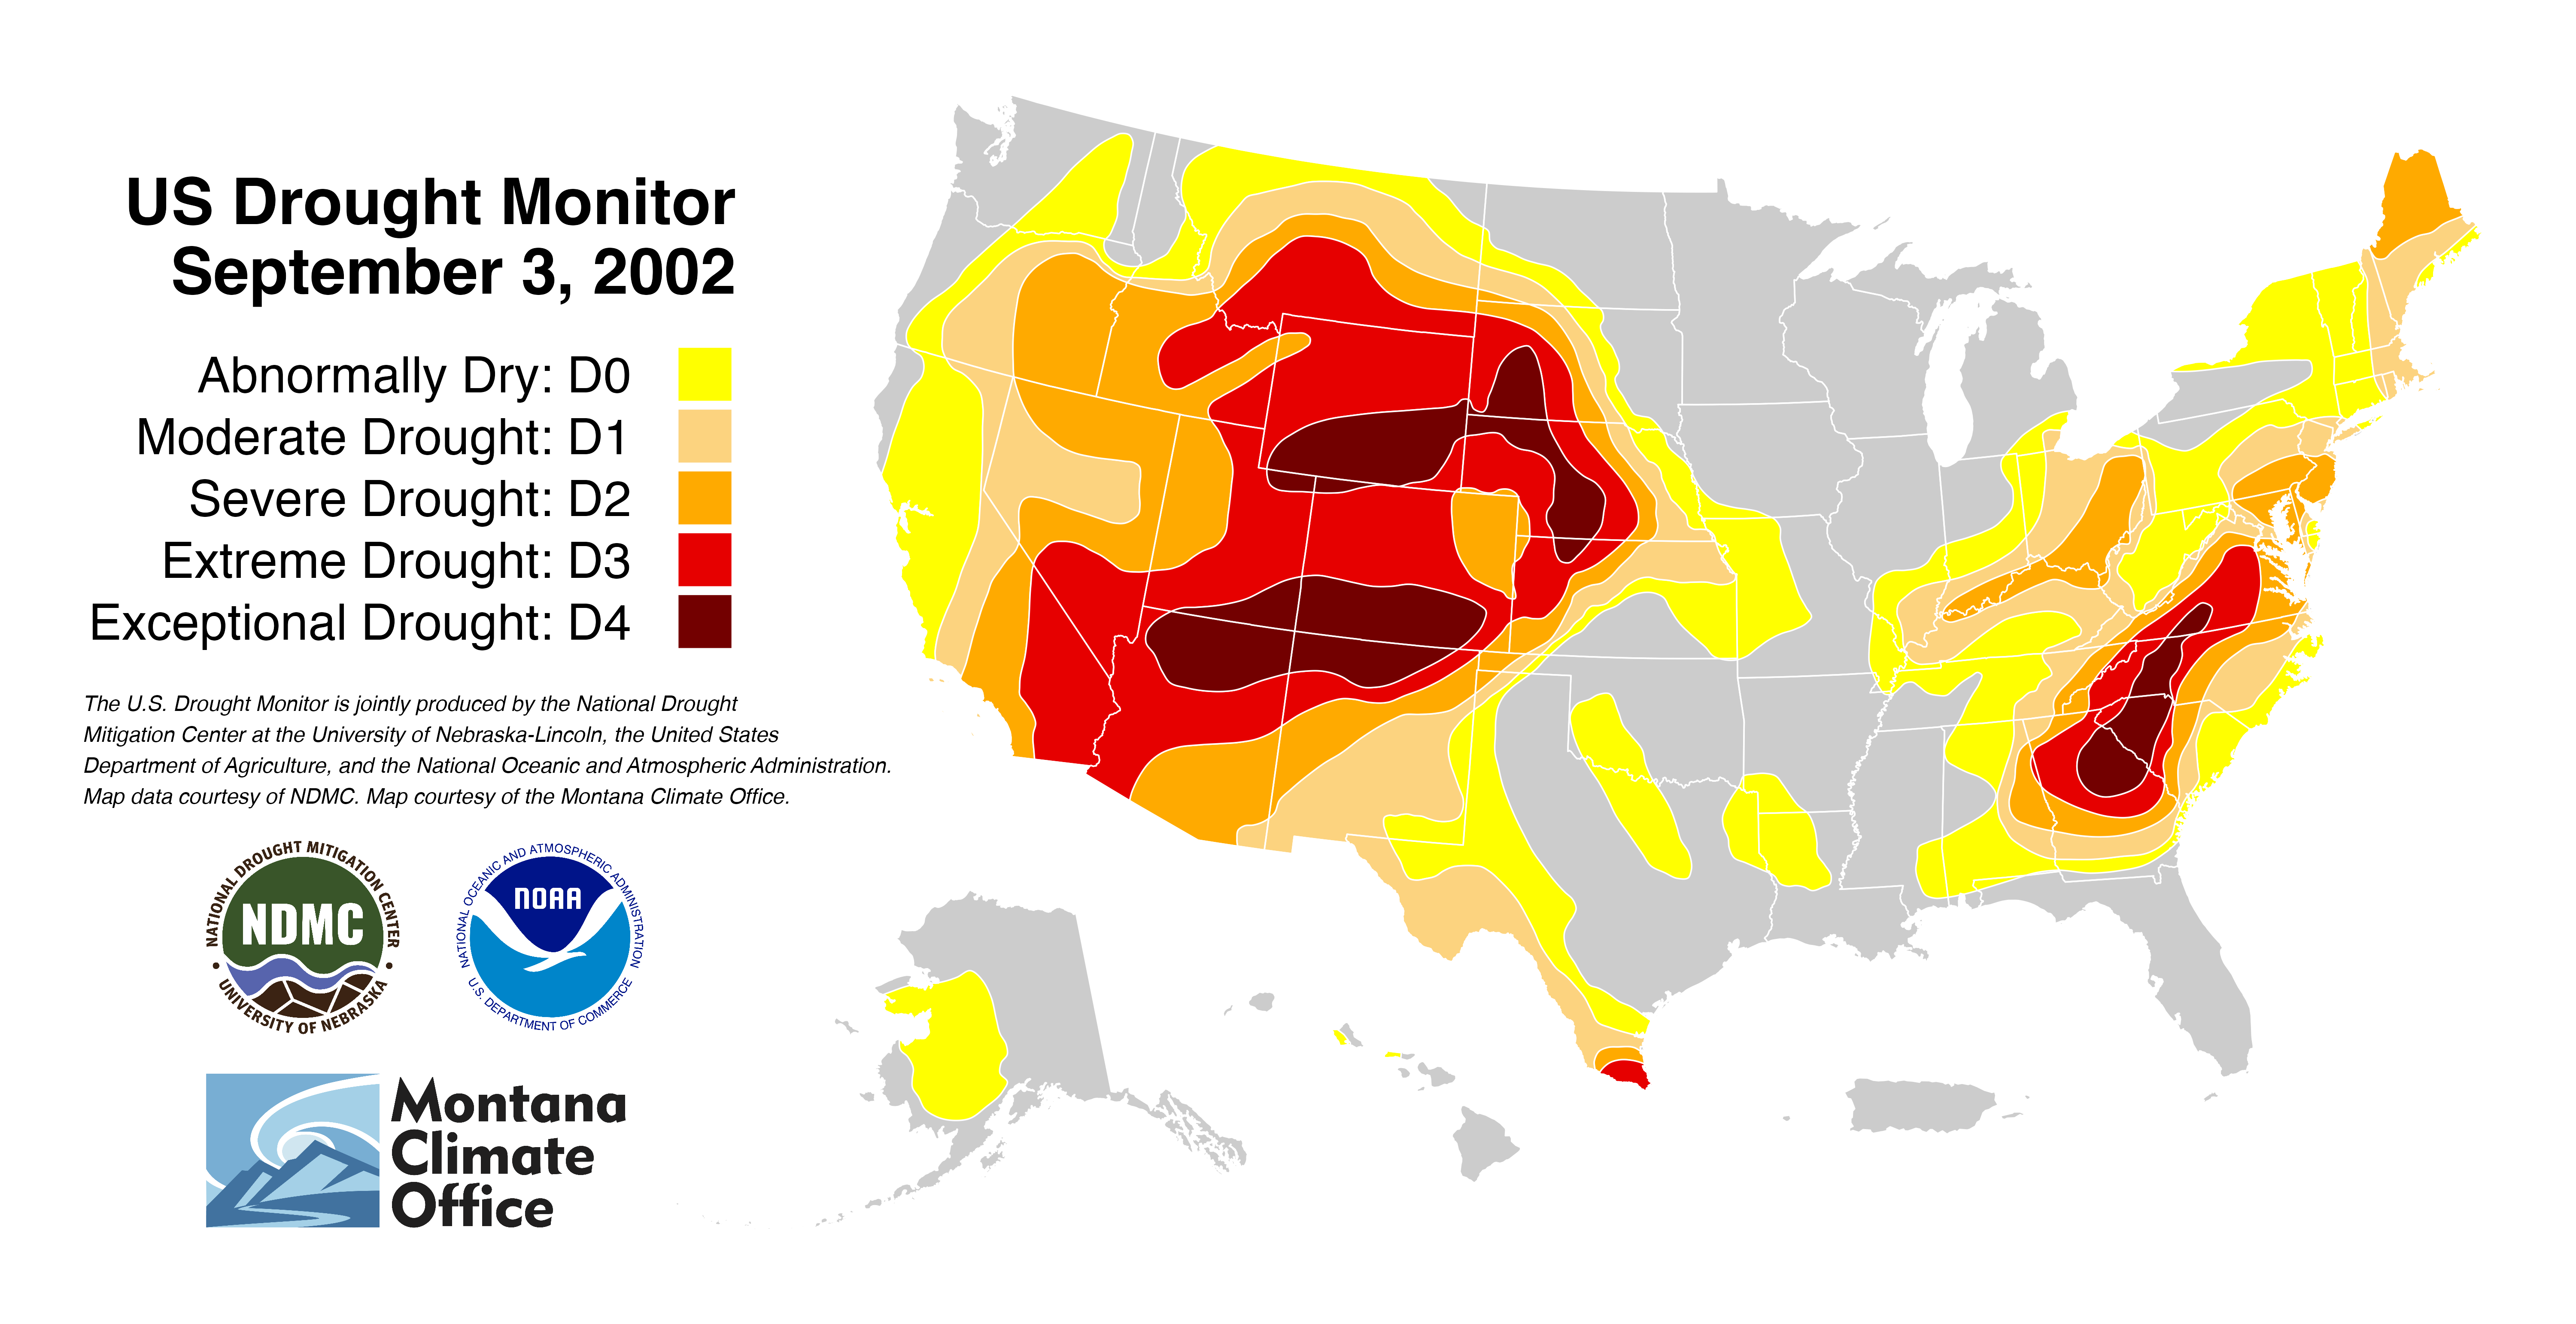 US Drought Monitor
September 3, 2002
Abnormally Dry: D0
Moderate Drought: D1
Severe Drought: D2
Extreme Drought: D3
Exceptional Drought: D4
The U.S. Drought Monitor is jointly produced by the National Drought
Mitigation Center at the University of Nebraska-Lincoln, the United States
Department of Agriculture, and the National Oceanic and Atmospheric Administration.
Map data courtesy of NDMC. Map courtesy of the Montana Climate Office.
NATIONAL DROUGHT MITIGATION CENTER
NDMC
• UNIVERSITY OF NEBRASKA •
NATIONAL OCEANIC AND ATMOSPHERIC ADMINISTRATION
NOAA
U.S. DEPARTMENT OF COMMERCE
Montana
Climate
Office